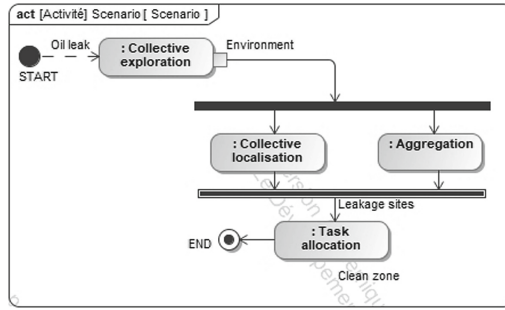 act [Activité] Scenario [ Scenario ]
Oil leak
: Collective
exploration
Environment
START
: Collective
localisation
: Aggregation
Leakage sites
: Task
allocation
END
Clean zone